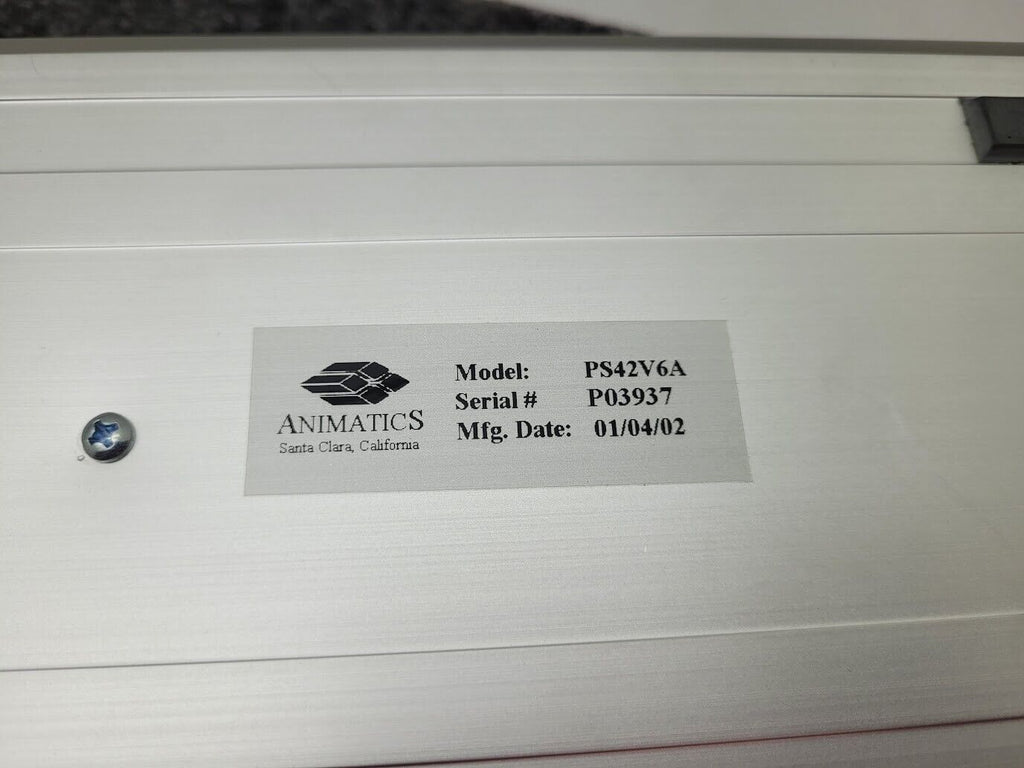 ANIMATICS
Santa Clara, California
Model: PS42V6A
Serial # P03937
Mfg. Date: 01/04/02